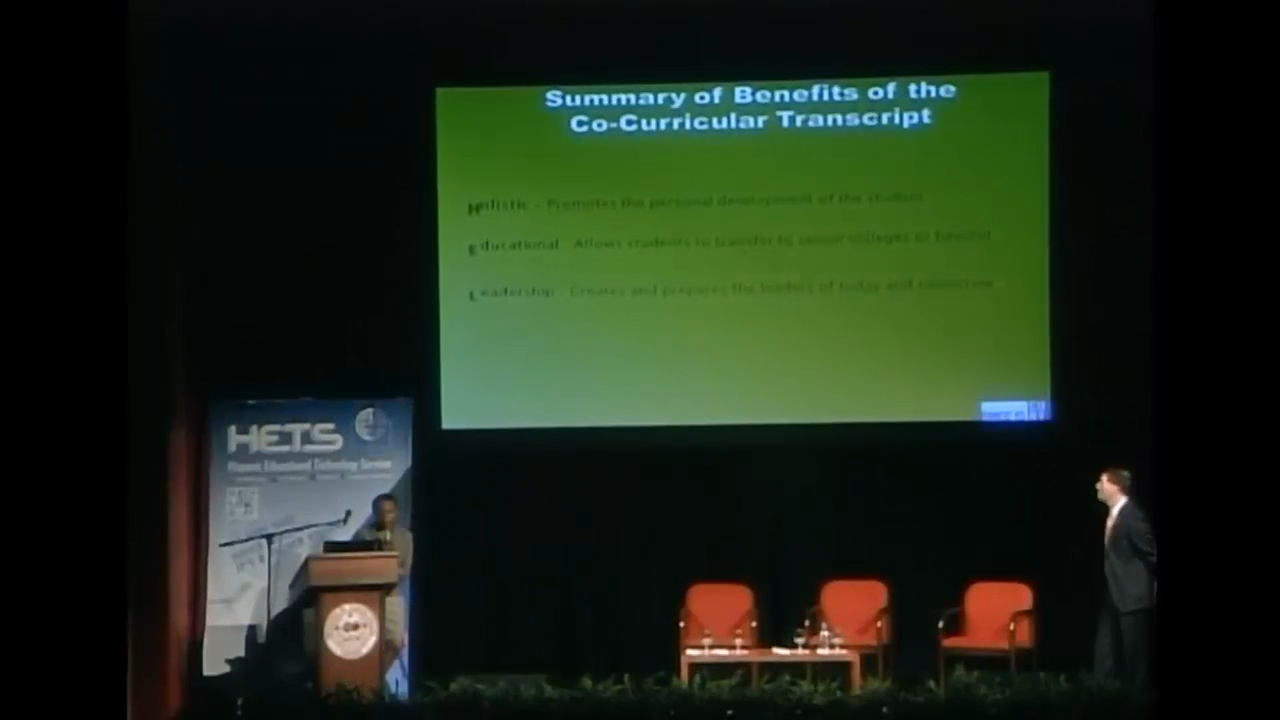 Summary of Benefits of the
Co-Curricular Transcript
Holistic - Promotes the personal development of the student
Educational - Allows students to transfer to senior colleges or beyond
Leadership - Creates and prepares the leaders of today and tomorrow
HETS